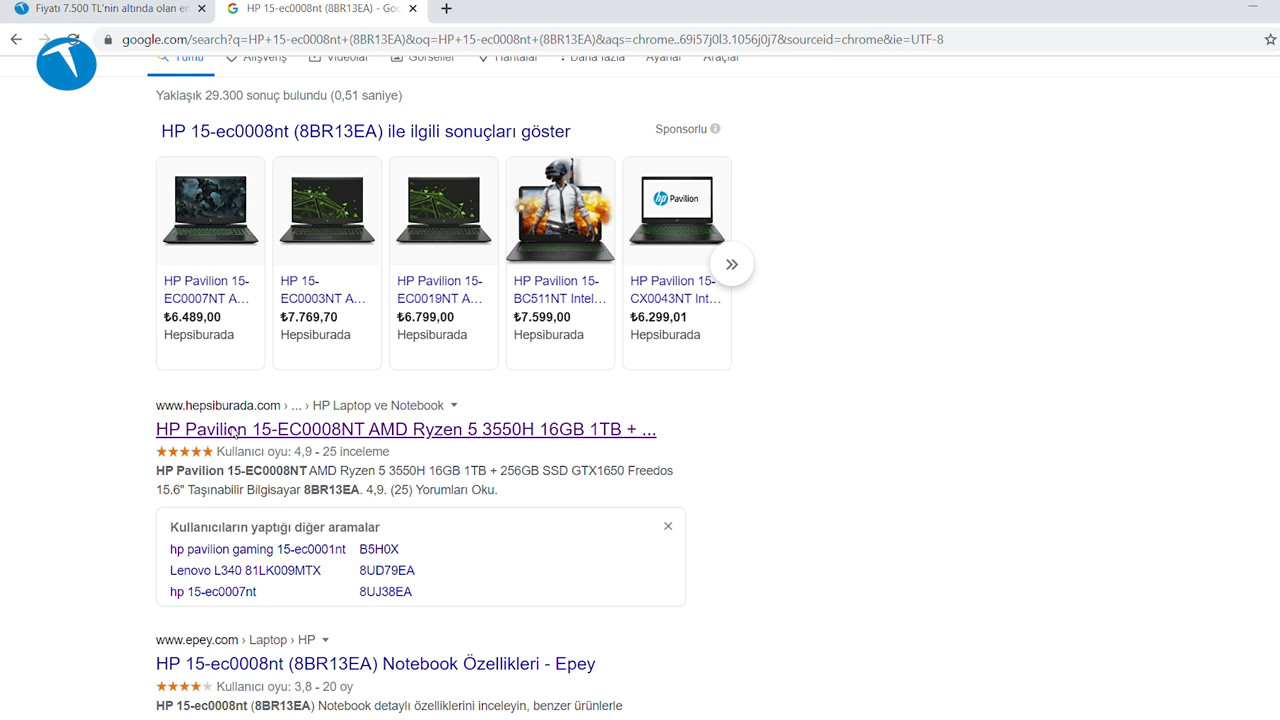 Fiyatı 7.500 TL'nin altında olan en
HP 15-ec0008nt (8BR13EA) - Goo
google.com/search?q=HP+15-ec0008nt+(8BR13EA)&oq=HP+15-ec0008nt+(8BR13EA)&aqs=chrome..69i57j0l3.1096j0j7&sourceid=chrome&ie=UTF-8
Tümü Alışveriş Videolar Görseller Haritalar Daha fazla Ayarlar Araçlar
Yaklaşık 29.300 sonuç bulundu (0,51 saniye)
HP 15-ec0008nt (8BR13EA) ile ilgili sonuçları göster
Sponsorlu
HP Pavilion 15-
EC0007NT A...
₺6.489,00
Hepsiburada
HP 15-
EC0003NT A...
₺7.769,70
Hepsiburada
HP Pavilion 15-
EC0019NT A...
₺6.799,00
Hepsiburada
hp Pavilion
HP Pavilion 15-
BC511NT Intel...
₺7.599,00
Hepsiburada
HP Pavilion 15-
CX0043NT Int...
₺6.299,01
Hepsiburada
www.hepsiburada.com › ... › HP Laptop ve Notebook
HP Pavilion 15-EC0008NT AMD Ryzen 5 3550H 16GB 1TB + ...
Kullanıcı oyu: 4,9 - 25 inceleme
HP Pavilion 15-EC0008NT AMD Ryzen 5 3550H 16GB 1TB + 256GB SSD GTX1650 Freedos
15.6" Taşınabilir Bilgisayar 8BR13EA. 4,9. (25) Yorumları Oku.
Kullanıcıların yaptığı diğer aramalar
hp pavilion gaming 15-ec0001nt B5H0X
Lenovo L340 81LK009MTX 8UD79EA
hp 15-ec0007nt 8UJ38EA
www.epey.com › Laptop › HP
HP 15-ec0008nt (8BR13EA) Notebook Özellikleri - Epey
Kullanıcı oyu: 3,8 - 20 oy
HP 15-ec0008nt (8BR13EA) Notebook detaylı özelliklerini inceleyin, benzer ürünlerle